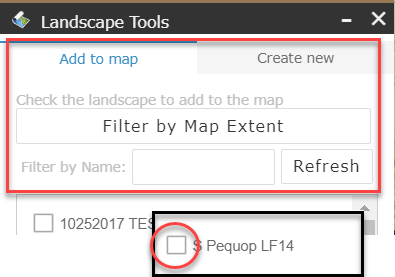 Landscape Tools
Add to map Create new
Check the landscape to add to the map
Filter by Map Extent
Filter by Name: Refresh
10252017 TES
S Pequop LF14